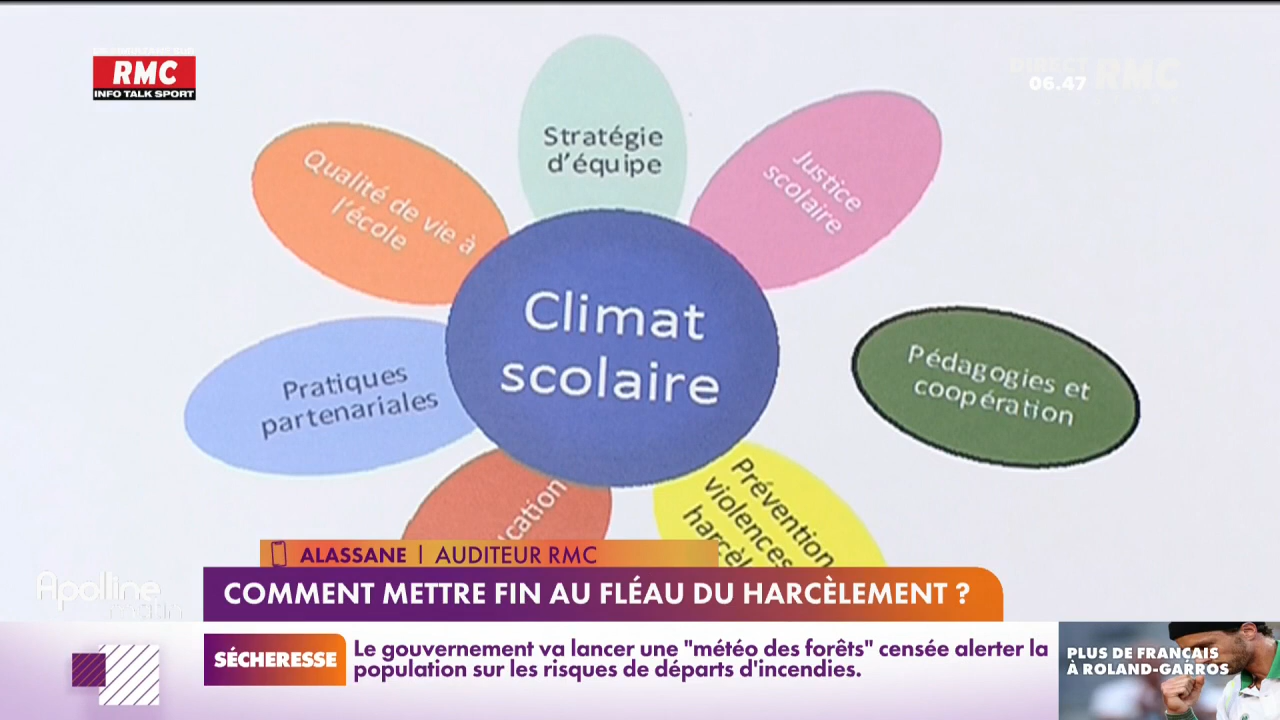 RMC
INFO TALK SPORT
DIRECT
06.47
RMC
Stratégie
d'équipe
Justice
scolaire
Qualité de vie à
l'école
Climat
scolaire
Pédagogies et
coopération
Pratiques
partenariales
Prévention
violences
ALASSANE | AUDITEUR RMC
COMMENT METTRE FIN AU FLÉAU DU HARCÈLEMENT ?
Apolline
matin
SÉCHERESSE
Le gouvernement va lancer une "météo des forêts" censée alerter la
population sur les risques de départs d'incendies.
PLUS DE FRANÇAIS
À ROLAND-GARROS